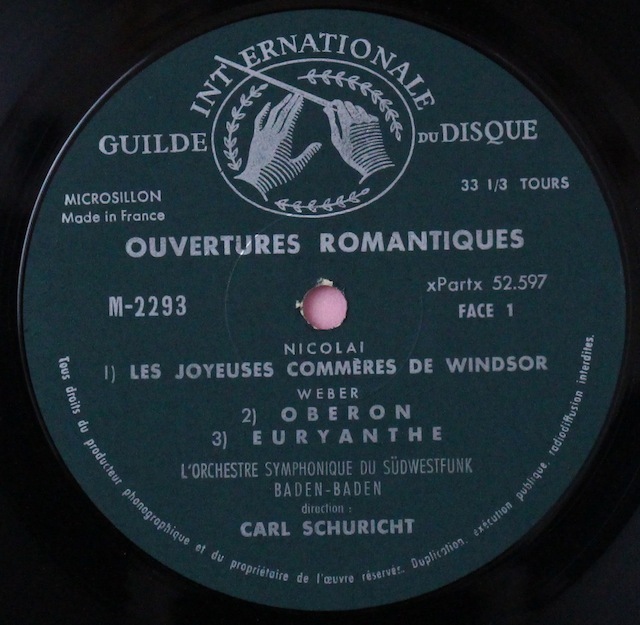 GUILDE INTERNATIONALE DU DISQUE
MICROSILLON
Made in France
33 1/3 TOURS
OUVERTURES ROMANTIQUES
M-2293
xPartx 52.597
FACE 1
NICOLAI
1) LES JOYEUSES COMMÈRES DE WINDSOR
WEBER
2) OBERON
3) EURYANTHE
L'ORCHESTRE SYMPHONIQUE DU SÜDWESTFUNK
BADEN-BADEN
direction :
CARL SCHURICHT
Tous droits du producteur phonographique et du propriétaire de l'œuvre réservés. Duplication, exécution publique, radiodiffusion interdites.